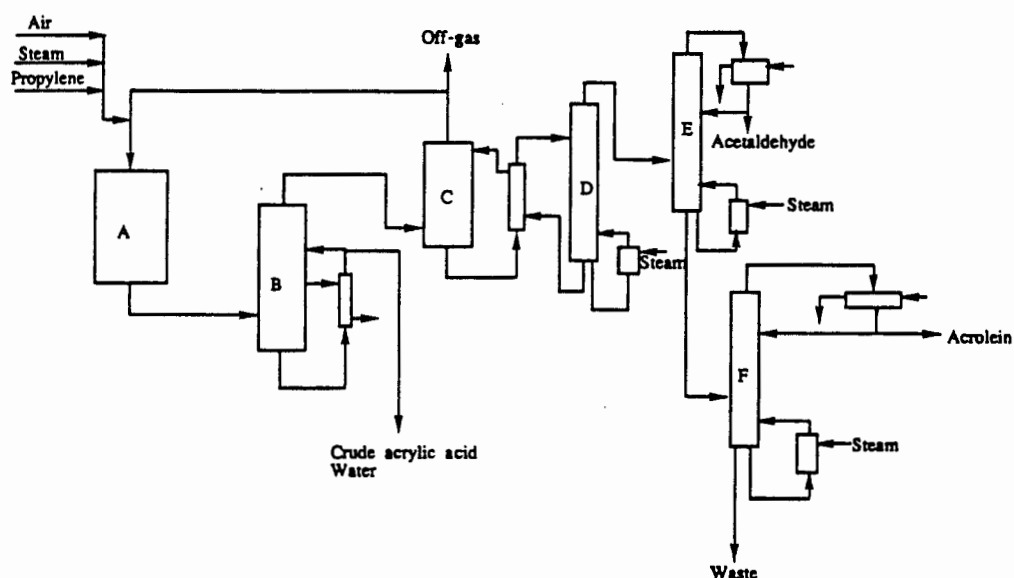 Air
Steam
Propylene
Off-gas
A
B
C
D
E
F
Acetaldehyde
Steam
Steam
Acrolein
Steam
Crude acrylic acid
Water
Waste